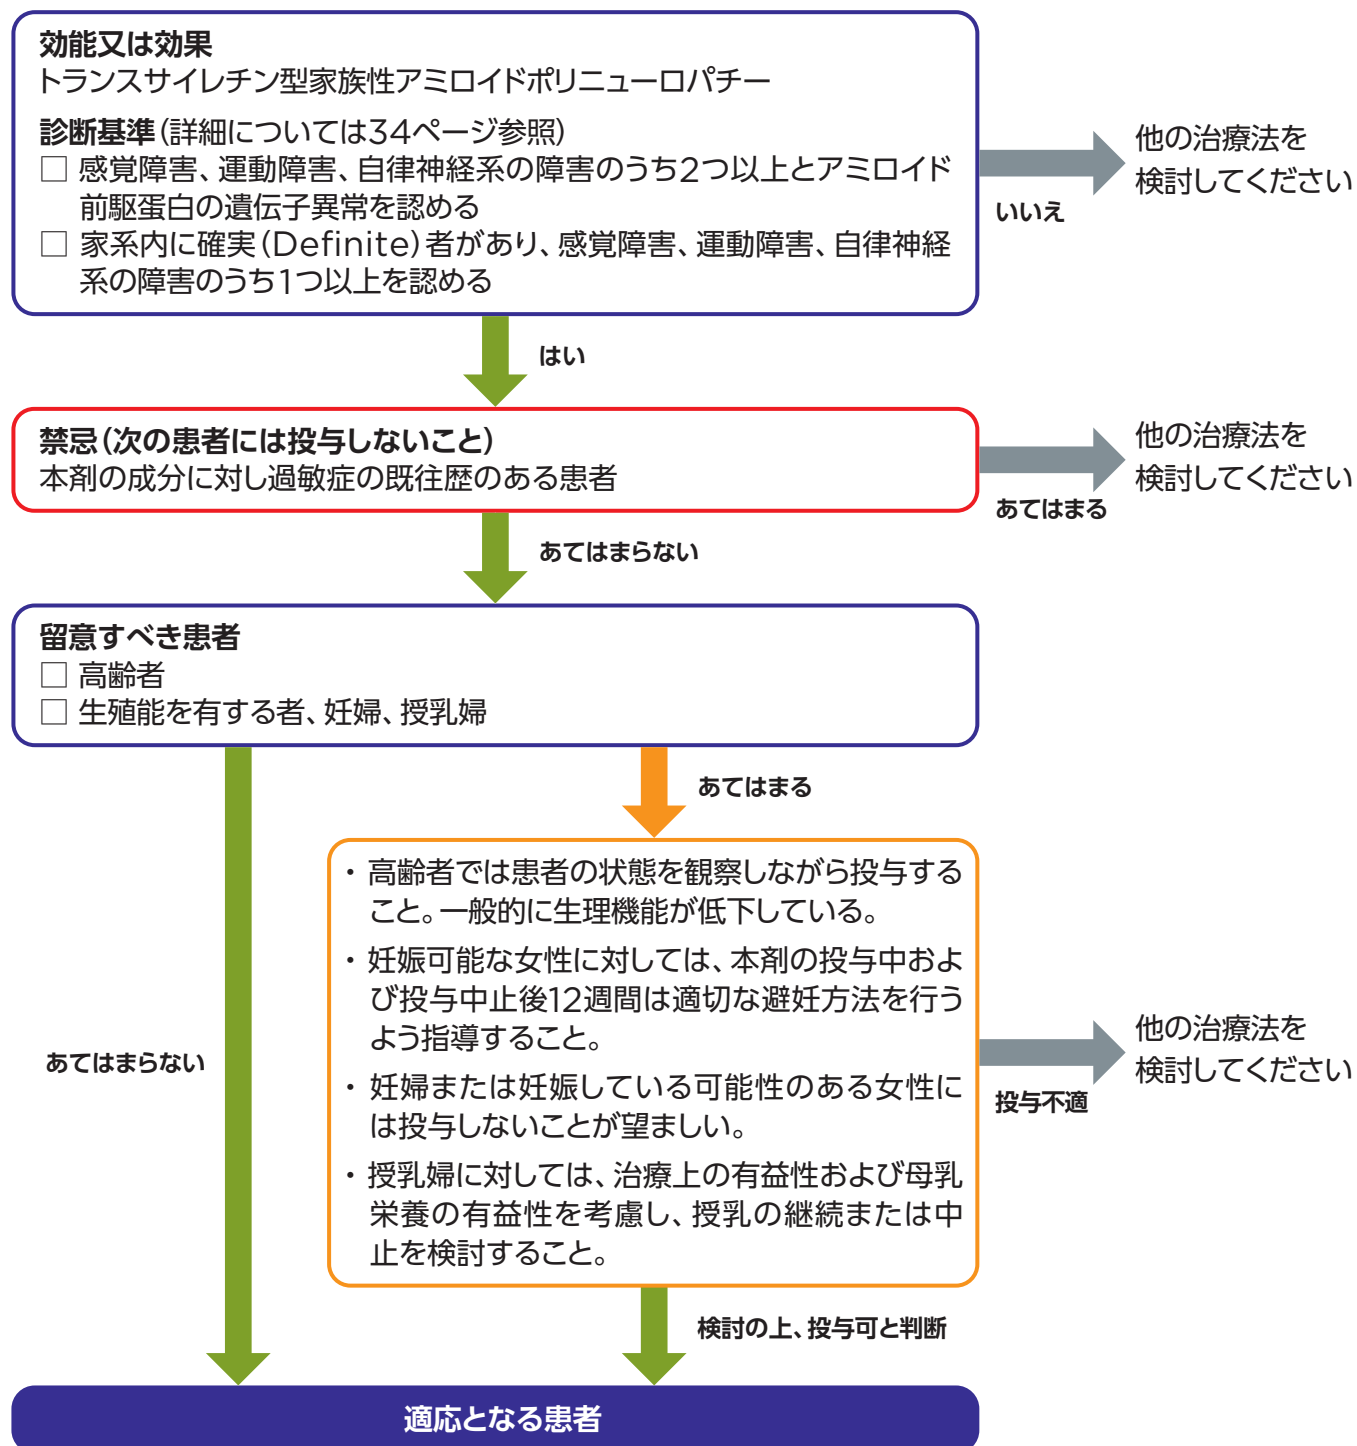 効能又は効果
トランスサイレチン型家族性アミロイドポリニューロパチー
診断基準(詳細については34ページ参照)
□ 感覚障害、運動障害、自律神経系の障害のうち2つ以上とアミロイド
前駆蛋白の遺伝子異常を認める
□ 家系内に確実(Definite)者があり、感覚障害、運動障害、自律神経
系の障害のうち1つ以上を認める
いいえ
他の治療法を
検討してください
はい
禁忌(次の患者には投与しないこと)
本剤の成分に対し過敏症の既往歴のある患者
あてはまる
他の治療法を
検討してください
あてはまらない
留意すべき患者
□ 高齢者
□ 生殖能を有する者、妊婦、授乳婦
あてはまる
・高齢者では患者の状態を観察しながら投与する
こと。一般的に生理機能が低下している。
・妊娠可能な女性に対しては、本剤の投与中およ
び投与中止後12週間は適切な避妊方法を行う
よう指導すること。
・妊婦または妊娠している可能性のある女性に
は投与しないことが望ましい。
・授乳婦に対しては、治療上の有益性および母乳
栄養の有益性を考慮し、授乳の継続または中
止を検討すること。
あてはまらない
投与不適
他の治療法を
検討してください
検討の上、投与可と判断
適応となる患者